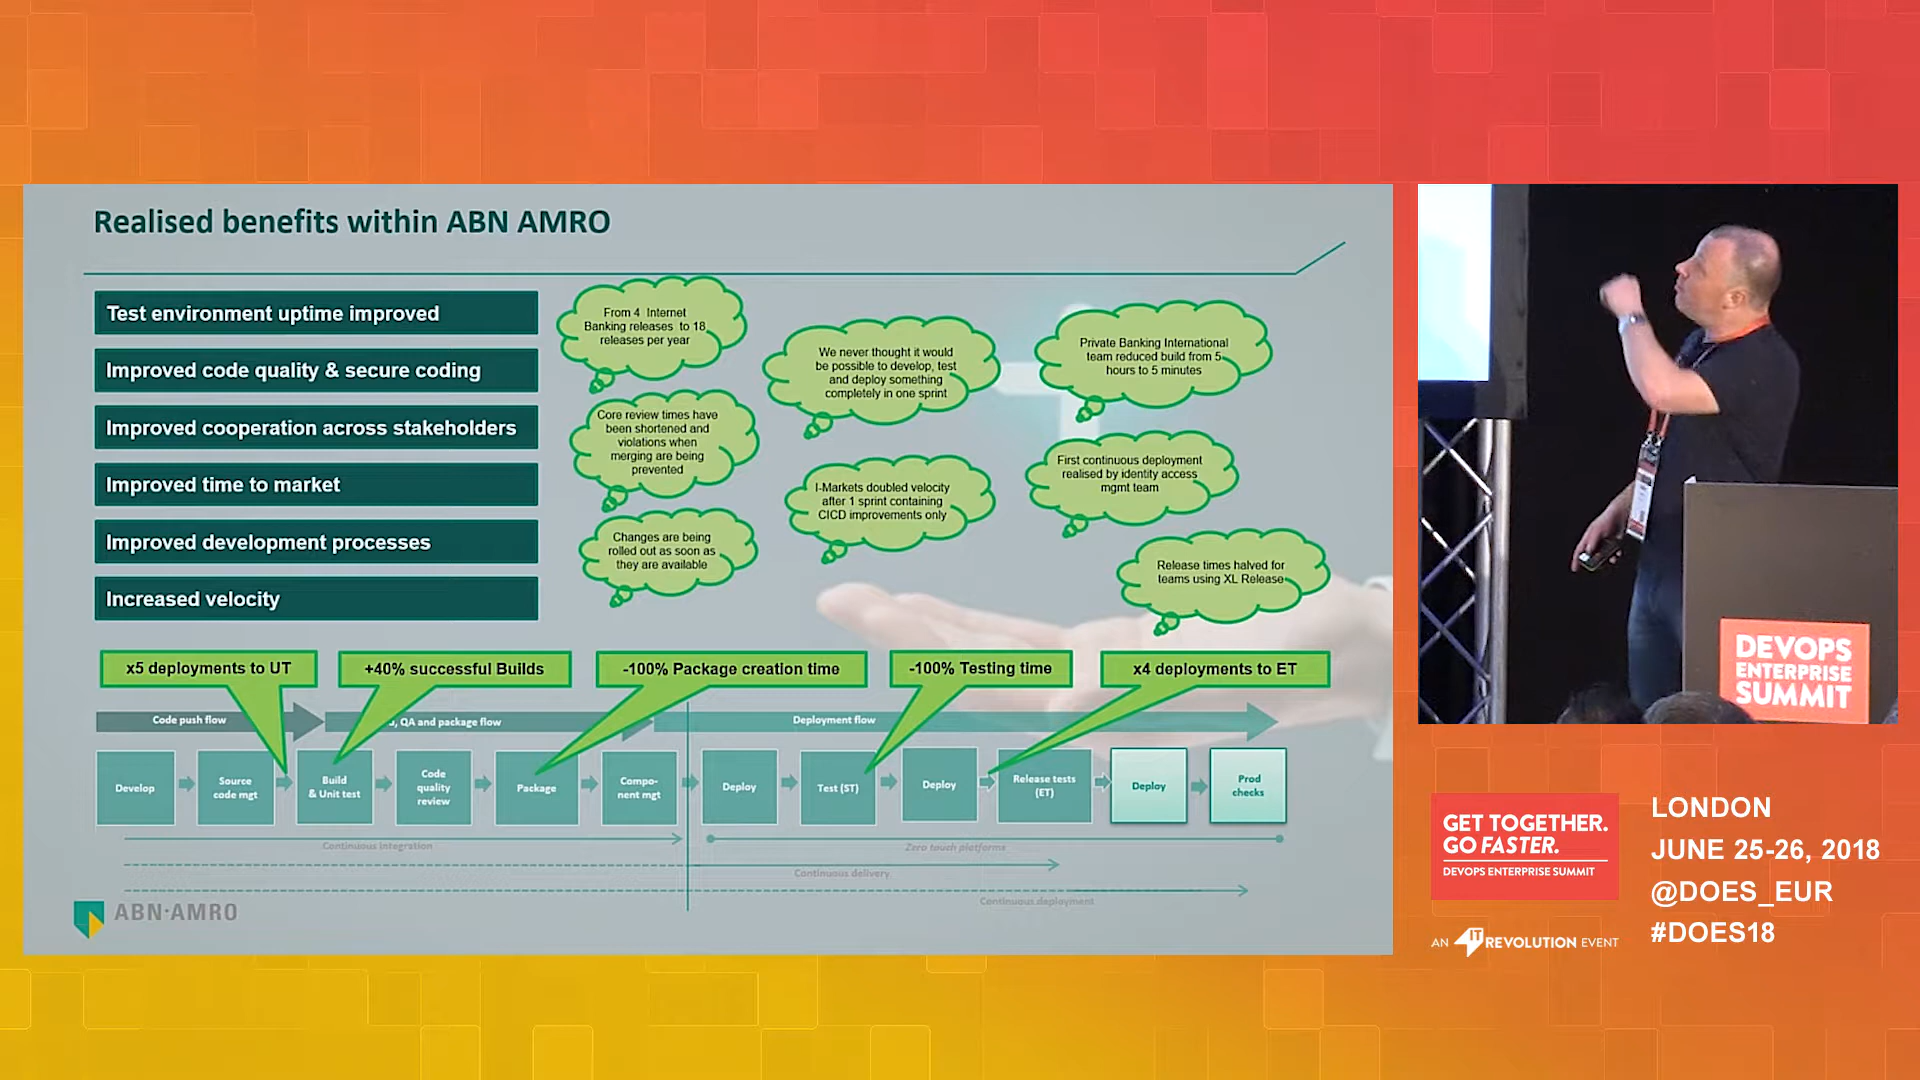 Realised benefits within ABN AMRO
Test environment uptime improved
Improved code quality & secure coding
Improved cooperation across stakeholders
Improved time to market
Improved development processes
Increased velocity
From 4 Internet
Banking releases to 18
releases per year
Core review times have
been shortened and
violations when
merging are being
prevented
Changes are being
rolled out as soon as
they are available
We never thought it would
be possible to develop, test
and deploy something
completely in one sprint
I-Markets doubled velocity
after 1 sprint containing
CICD improvements only
Private Banking International
team reduced build from 5
hours to 5 minutes
First continuous deployment
realised by identity access
mgmt team
Release times halved for
teams using XL Release
x5 deployments to UT
+40% successful Builds
-100% Package creation time
-100% Testing time
x4 deployments to ET
Code push flow
, QA and package flow
Deployment flow
Develop
Source
code mgt
Build
& Unit test
Code
quality
review
Package
Compo-
nent mgt
Deploy
Test (ST)
Deploy
Release tests
(ET)
Deploy
Prod
checks
Continuous integration
Zero touch platforms
Continuous delivery
Continuous deployment
ABN·AMRO
DEVOPS
ENTERPRISE
SUMMIT
GET TOGETHER.
GO FASTER.
DEVOPS ENTERPRISE SUMMIT
AN IT REVOLUTION EVENT
LONDON
JUNE 25-26, 2018
@DOES_EUR
#DOES18